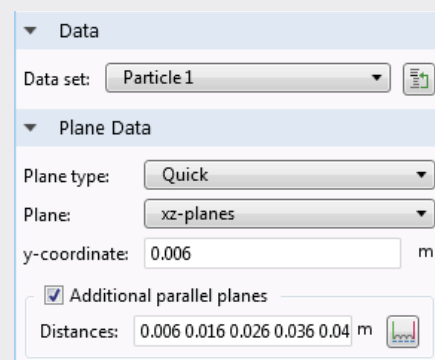 Data
Data set: Particle 1
Plane Data
Plane type: Quick
Plane: xz-planes
y-coordinate: 0.006 m
Additional parallel planes
Distances: 0.006 0.016 0.026 0.036 0.04 m